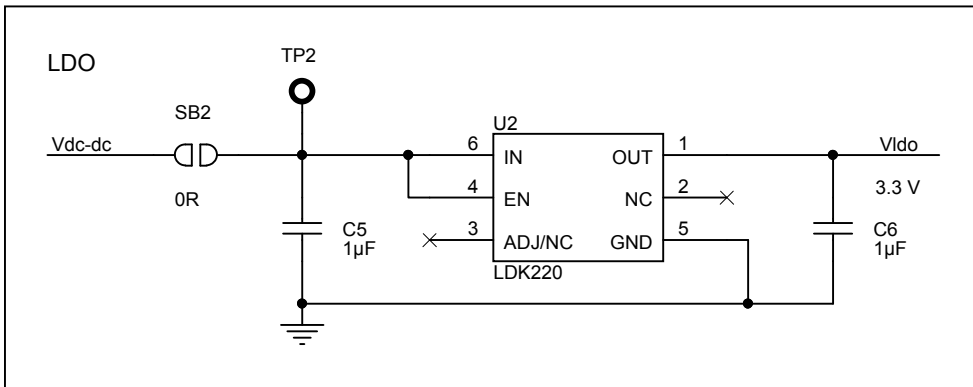 LDO
TP2
SB2
Vdc-dc
0R
C5
1µF
U2
6 IN OUT 1
4 EN NC 2
3 ADJ/NC GND 5
LDK220
Vldo
3.3 V
C6
1µF